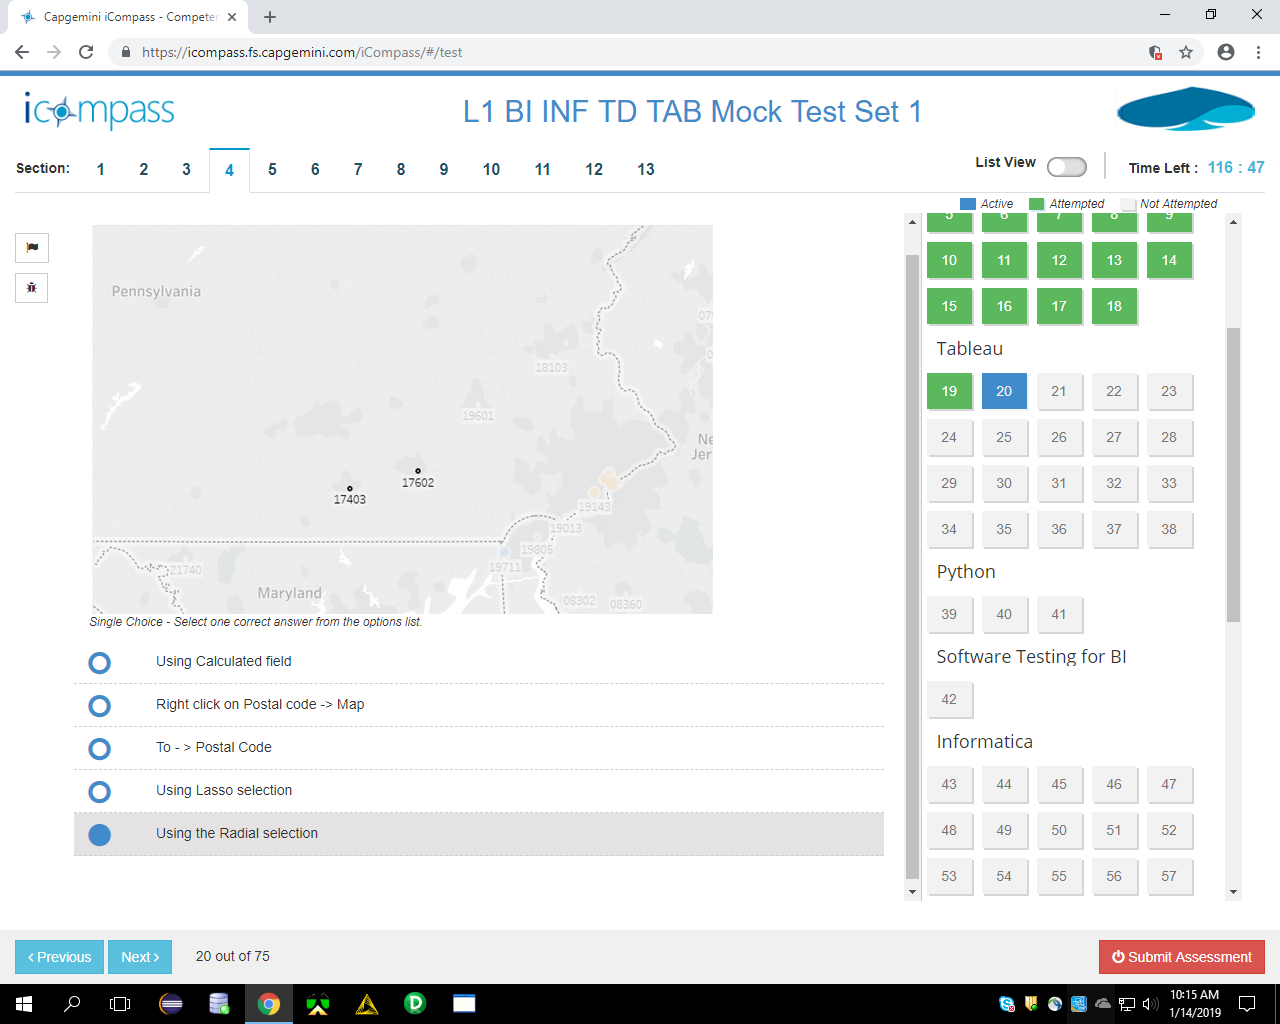 Capgemini iCompass - Competen
https://icompass.fs.capgemini.com/iCompass/#/test
icompass
L1 BI INF TD TAB Mock Test Set 1
Section: 1 2 3 4 5 6 7 8 9 10 11 12 13
List View
Time Left : 116 : 47
Active Attempted Not Attempted
5 6 7 8 9
10 11 12 13 14
15 16 17 18
Tableau
19 20 21 22 23
24 25 26 27 28
29 30 31 32 33
34 35 36 37 38
Python
39 40 41
Software Testing for BI
42
Informatica
43 44 45 46 47
48 49 50 51 52
53 54 55 56 57
Pennsylvania
18103
19601
Ne
Jer
17602
17403
19143
19013
19805
19711
21740
Maryland
08302 08360
Single Choice - Select one correct answer from the options list.
Using Calculated field
Right click on Postal code -> Map
To - > Postal Code
Using Lasso selection
Using the Radial selection
Previous Next 20 out of 75
Submit Assessment
10:15 AM
1/14/2019